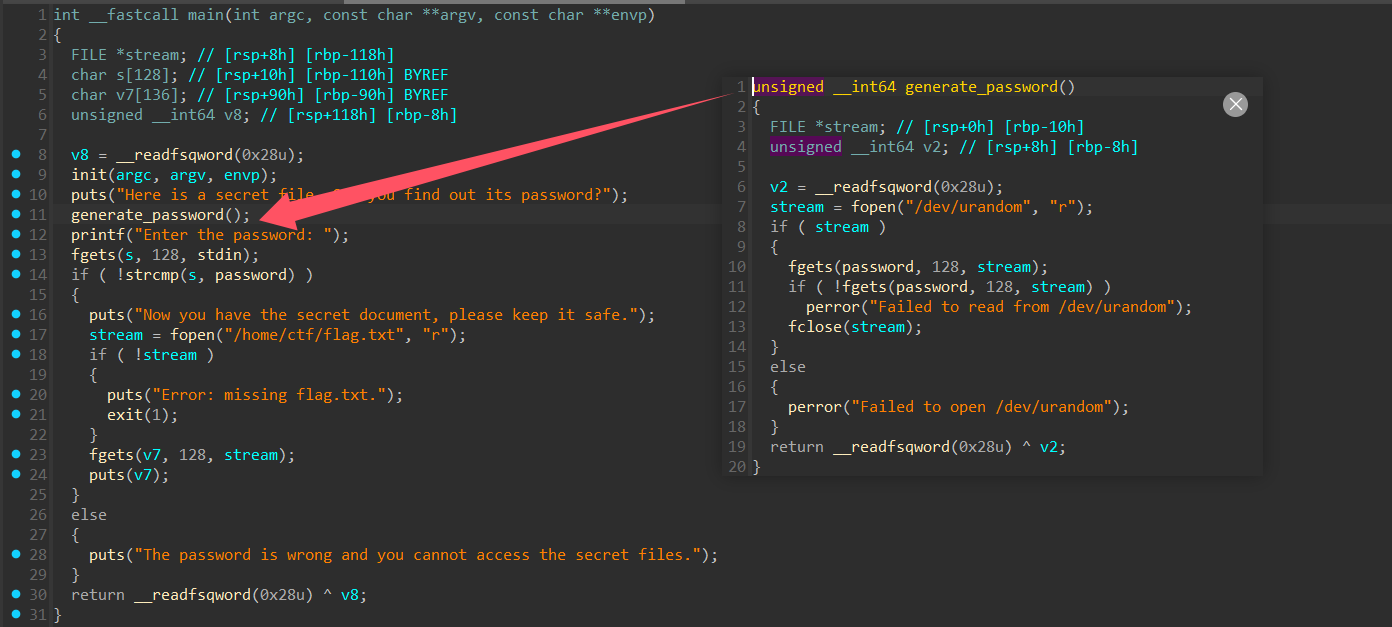 1 int __fastcall main(int argc, const char **argv, const char **envp)
2 {
3 FILE *stream; // [rsp+8h] [rbp-118h]
4 char s[128]; // [rsp+10h] [rbp-110h] BYREF
5 char v7[136]; // [rsp+90h] [rbp-90h] BYREF
6 unsigned __int64 v8; // [rsp+118h] [rbp-8h]
7
8 v8 = __readfsqword(0x28u);
9 init(argc, argv, envp);
10 puts("Here is a secret file. you find out its password?");
11 generate_password();
12 printf("Enter the password: ");
13 fgets(s, 128, stdin);
14 if ( !strcmp(s, password) )
15 {
16 puts("Now you have the secret document, please keep it safe.");
17 stream = fopen("/home/ctf/flag.txt", "r");
18 if ( !stream )
19 {
20 puts("Error: missing flag.txt.");
21 exit(1);
22 }
23 fgets(v7, 128, stream);
24 puts(v7);
25 }
26 else
27 {
28 puts("The password is wrong and you cannot access the secret files.");
29 }
30 return __readfsqword(0x28u) ^ v8;
31 }
1 unsigned __int64 generate_password()
2 {
3 FILE *stream; // [rsp+0h] [rbp-10h]
4 unsigned __int64 v2; // [rsp+8h] [rbp-8h]
5
6 v2 = __readfsqword(0x28u);
7 stream = fopen("/dev/urandom", "r");
8 if ( stream )
9 {
10 fgets(password, 128, stream);
11 if ( !fgets(password, 128, stream) )
12 perror("Failed to read from /dev/urandom");
13 fclose(stream);
14 }
15 else
16 {
17 perror("Failed to open /dev/urandom");
18 }
19 return __readfsqword(0x28u) ^ v2;
20 }